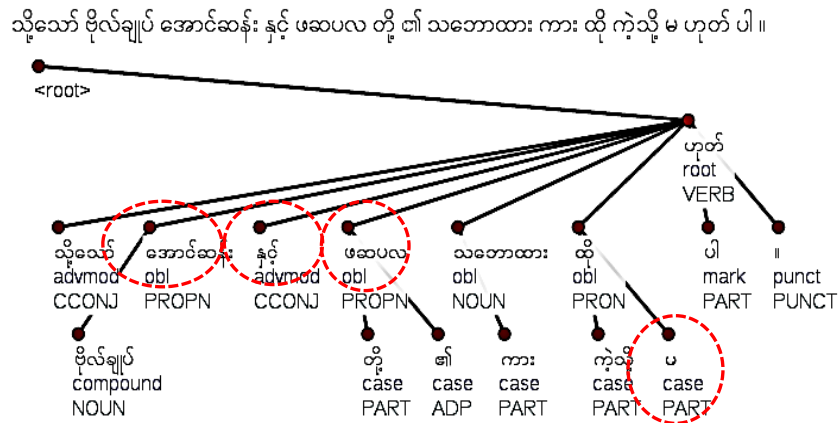 သို့သော် ဗိုလ်ချုပ် အောင်ဆန်း နှင့် ဖဆပလ တို့ ၏ သဘောထား ကား ထို ကဲ့သို့ မ ဟုတ် ပါ ။
<root>
ဟုတ်
root
VERB
သို့သော် အောင်ဆန်း နှင့် ဖဆပလ သဘောထား ထို ပါ ။
advmod obl advmod obl obl obl mark punct
CCONJ PROPN CCONJ PROPN NOUN PRON PART PUNCT
ဗိုလ်ချုပ် တို့ ၏ ကား ကဲ့သို့ မ
compound case case case case case
NOUN PART ADP PART PART PART